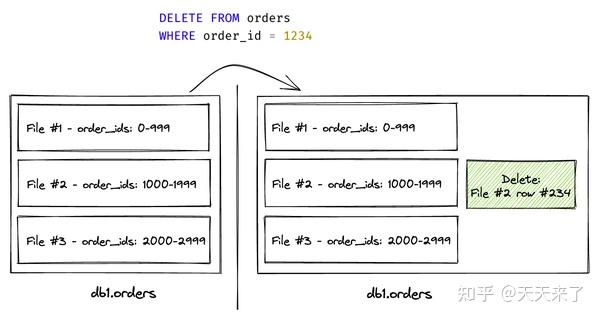 DELETE FROM orders
WHERE order_id = 1234
File #1 - order_ids: 0-999
File #2 - order_ids: 1000-1999
File #3 - order_ids: 2000-2999
db1.orders
File #1 - order_ids: 0-999
File #2 - order_ids: 1000-1999
File #3 - order_ids: 2000-2999
Delete:
File #2 row #234
db1.orders
知乎 @天天来了